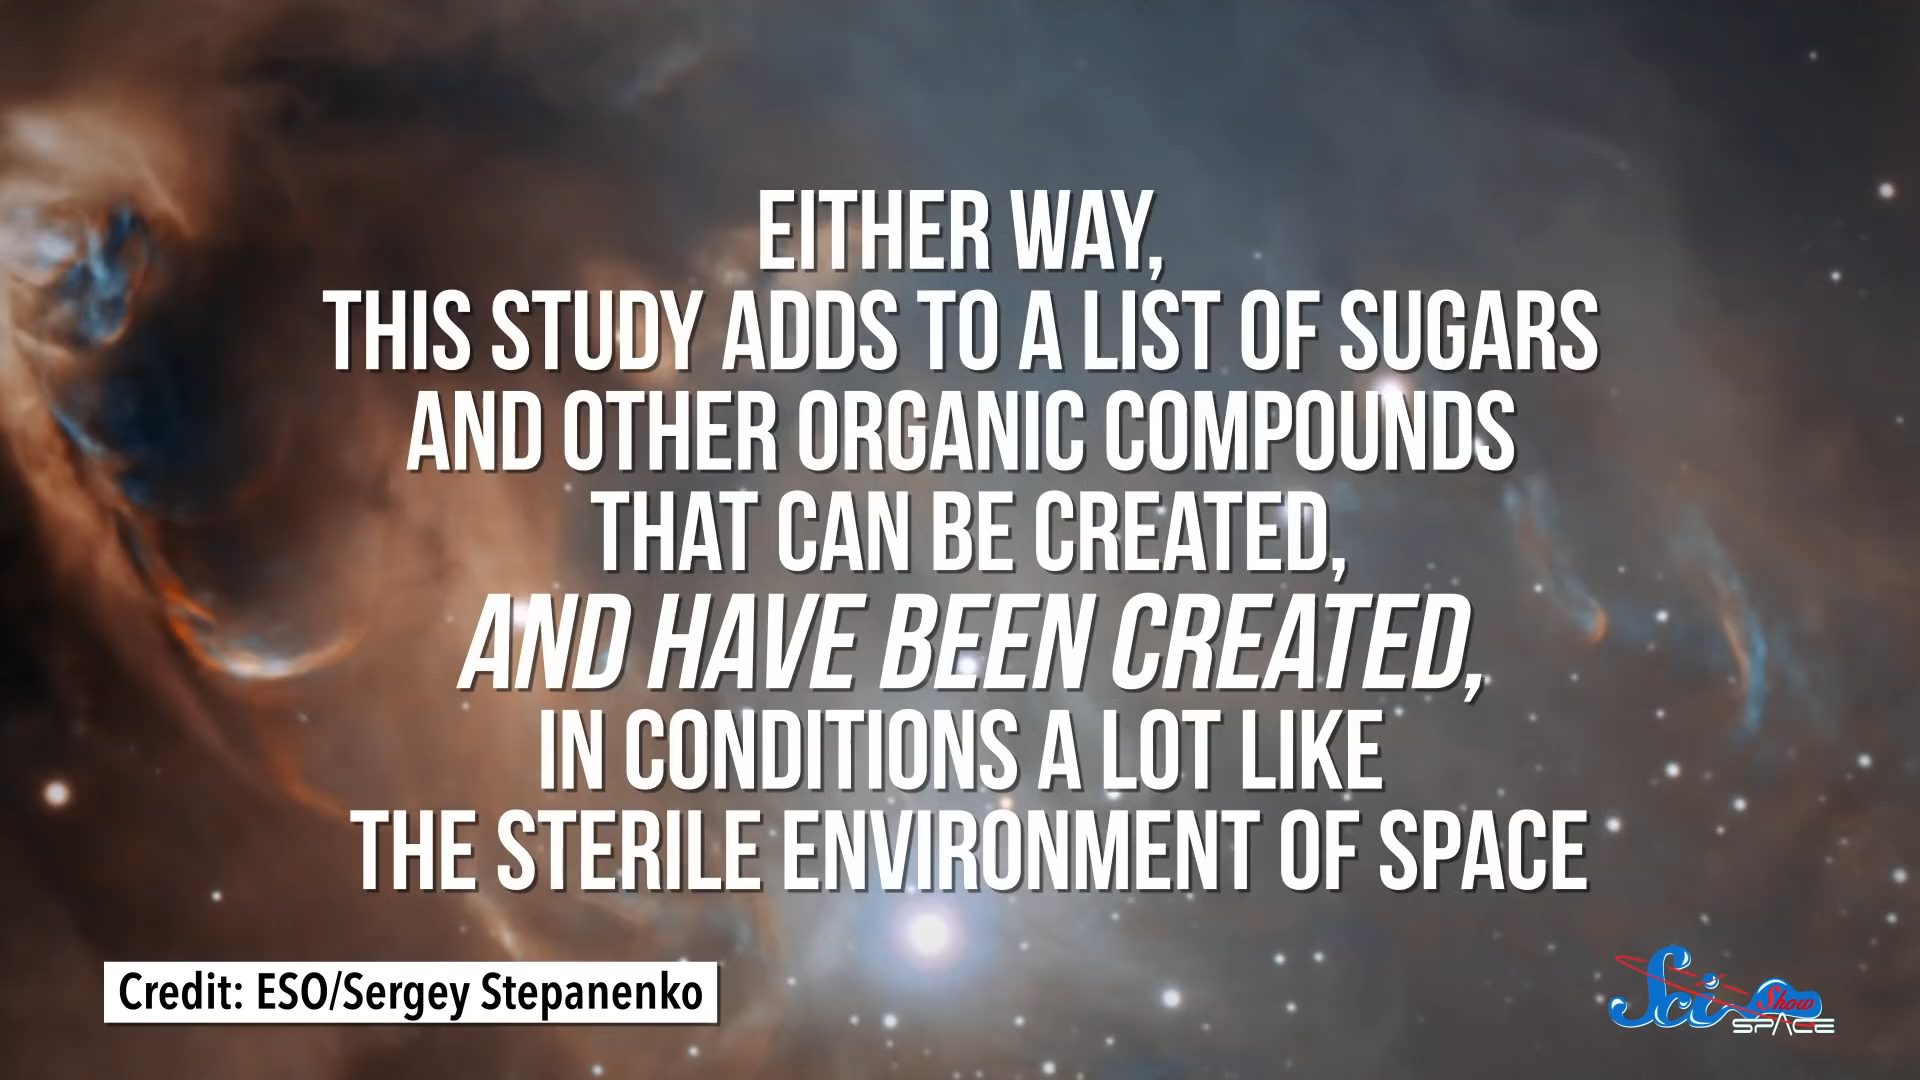 EITHER WAY,
THIS STUDY ADDS TO A LIST OF SUGARS
AND OTHER ORGANIC COMPOUNDS
THAT CAN BE CREATED,
AND HAVE BEEN CREATED,
IN CONDITIONS A LOT LIKE
THE STERILE ENVIRONMENT OF SPACE
Credit: ESO/Sergey Stepanenko
Sci Show
SPACE